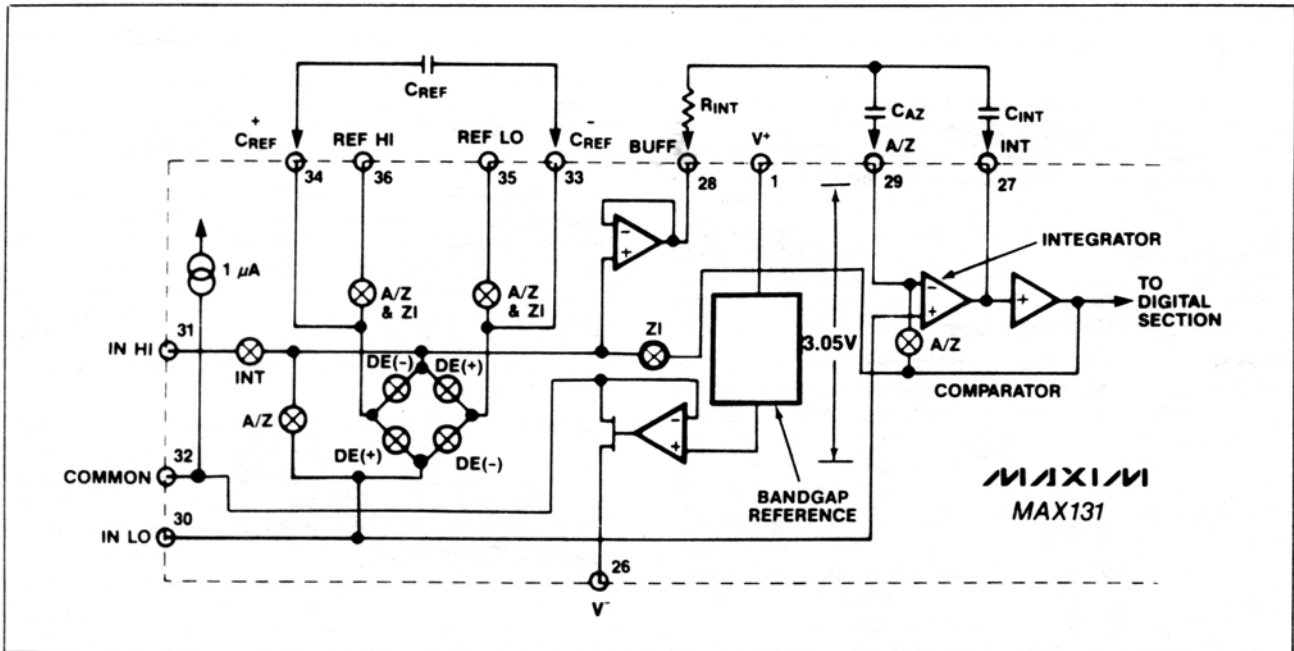 CREF
RINT
CAZ
CINT
+
CREF
REF HI
REF LO
-
CREF
BUFF
V+
A/Z
INT
34
36
35
33
28
1
29
27
1 μA
A/Z
& ZI
A/Z
& ZI
INTEGRATOR
-
+
-
+
+
TO
DIGITAL
SECTION
31
IN HI
INT
ZI
3.05V
A/Z
DE(-)
DE(+)
A/Z
COMPARATOR
-
+
DE(+)
DE(-)
32
COMMON
MAXIM
MAX131
BANDGAP
REFERENCE
30
IN LO
26
V-